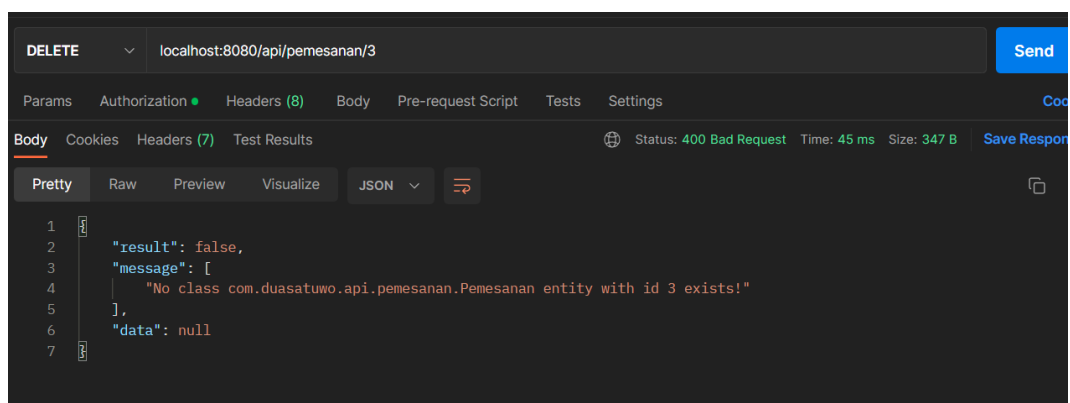 DELETE localhost:8080/api/pemesanan/3 Send
Params Authorization Headers (8) Body Pre-request Script Tests Settings Coo
Body Cookies Headers (7) Test Results Status: 400 Bad Request Time: 45 ms Size: 347 B Save Respon
Pretty Raw Preview Visualize JSON
1 {
2 "result": false,
3 "message": [
4 "No class com.duasatuwo.api.pemesanan.Pemesanan entity with id 3 exists!"
5 ],
6 "data": null
7 }